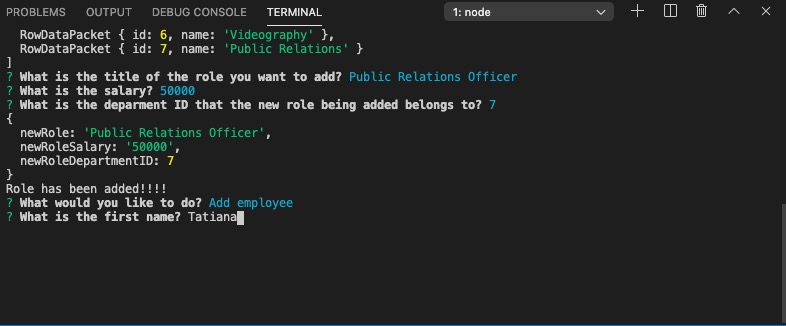 PROBLEMS OUTPUT DEBUG CONSOLE TERMINAL 1: node
RowDataPacket { id: 6, name: 'Videography' },
RowDataPacket { id: 7, name: 'Public Relations' }
]
? What is the title of the role you want to add? Public Relations Officer
? What is the salary? 50000
? What is the deparment ID that the new role being added belongs to? 7
{
newRole: 'Public Relations Officer',
newRoleSalary: '50000',
newRoleDepartmentID: 7
}
Role has been added!!!!
? What would you like to do? Add employee
? What is the first name? Tatiana